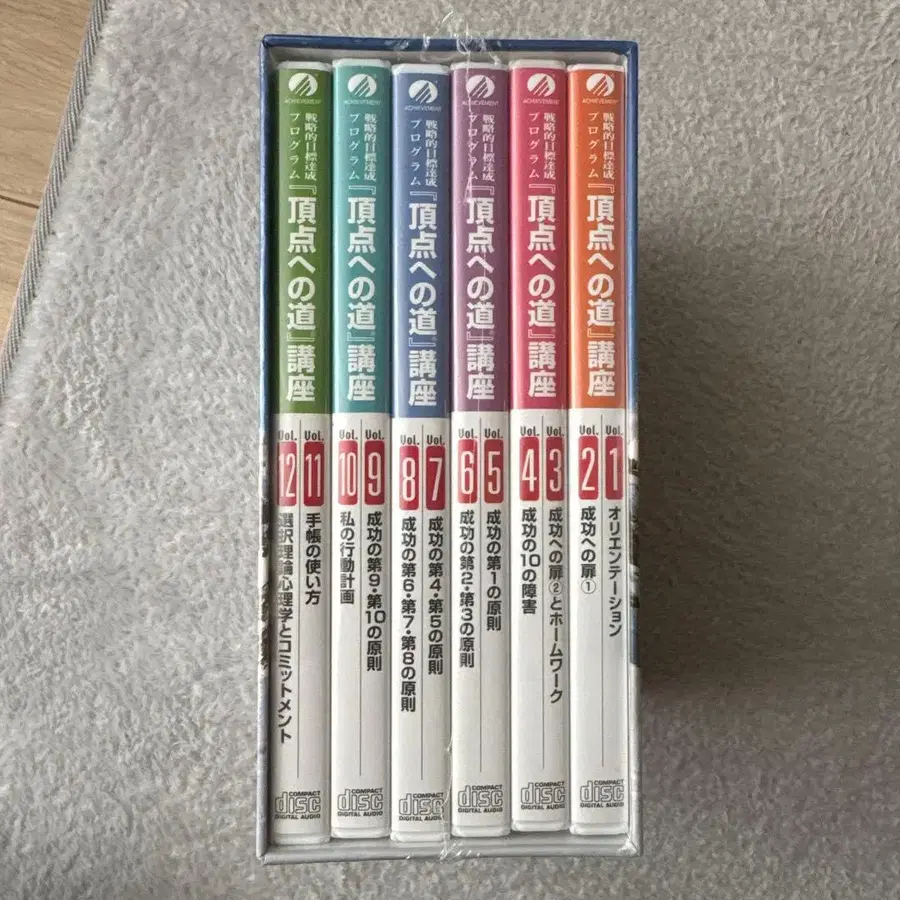 ACHIEVEMENT
戦略的目標達成
プログラム
『頂点への道』講座
Vol.
1
オリエンテーション
Vol.
2
成功への扉①
COMPACT
disc
DIGITAL AUDIO
ACHIEVEMENT
戦略的目標達成
プログラム
『頂点への道』講座
Vol.
3
成功への扉②とホームワーク
Vol.
4
成功の10の障害
COMPACT
disc
DIGITAL AUDIO
ACHIEVEMENT
戦略的目標達成
プログラム
『頂点への道』講座
Vol.
5
成功の第1の原則
Vol.
6
成功の第2・第3の原則
COMPACT
disc
DIGITAL AUDIO
ACHIEVEMENT
戦略的目標達成
プログラム
『頂点への道』講座
Vol.
7
成功の第4・第5の原則
Vol.
8
成功の第6・第7・第8の原則
COMPACT
disc
DIGITAL AUDIO
ACHIEVEMENT
戦略的目標達成
プログラム
『頂点への道』講座
Vol.
9
成功の第9・第10の原則
Vol.
10
私の行動計画
COMPACT
disc
DIGITAL AUDIO
ACHIEVEMENT
戦略的目標達成
プログラム
『頂点への道』講座
Vol.
11
手帳の使い方
Vol.
12
選択理論心理学とコミットメント
COMPACT
disc
DIGITAL AUDIO